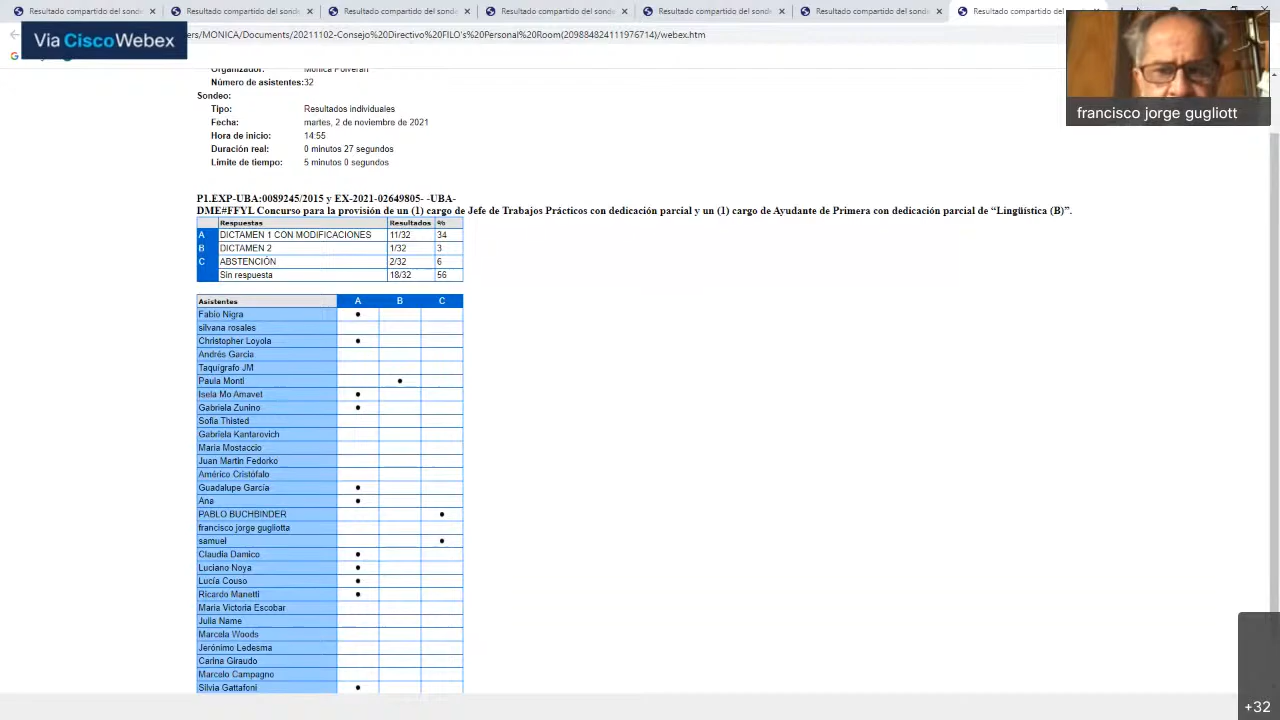 Resultado compartido del sonde
Resultado compartido del sonde
Resultado compartido del sonde
Resultado compartido del sonde
Resultado compartido del sonde
Resultado compartido del sonde
Resultado compartido del
Via CiscoWebex
ers/MONICA/Documents/20211102-Consejo%20Directivo%20FILO's%20Personal%20Room(209884824111976714)/webex.htm
francisco jorge gugliott
Número de asistentes:32
Sondeo:
Tipo: Resultados individuales
Fecha: martes, 2 de noviembre de 2021
Hora de inicio: 14:55
Duración real: 0 minutos 27 segundos
Límite de tiempo: 5 minutos 0 segundos
P1.EXP-UBA:0089245/2015 y EX-2021-02649805- -UBA-
DME#FFYL Concurso para la provisión de un (1) cargo de Jefe de Trabajos Prácticos con dedicación parcial y un (1) cargo de Ayudante de Primera con dedicación parcial de “Lingüística (B)”.
Respuestas Resultados %
A DICTAMEN 1 CON MODIFICACIONES 11/32 34
B DICTAMEN 2 1/32 3
C ABSTENCIÓN 2/32 6
Sin respuesta 18/32 56
Asistentes A B C
Fabio Nigra ●
silvana rosales
Christopher Loyola ●
Andrés García
Taquígrafo JM
Paula Monti ●
Isela Mo Amavet ●
Gabriela Zunino ●
Sofia Thisted
Gabriela Kantarovich
Maria Mostaccio
Juan Martin Fedorko
Américo Cristófalo
Guadalupe García ●
Ana ●
PABLO BUCHBINDER ●
francisco jorge gugliotta
samuel ●
Claudia Damico ●
Luciano Noya ●
Lucía Couso ●
Ricardo Manetti ●
Maria Victoria Escobar
Julia Name
Marcela Woods
Jerónimo Ledesma
Carina Giraudo
Marcelo Campagno
Silvia Gattafoni ●
+32